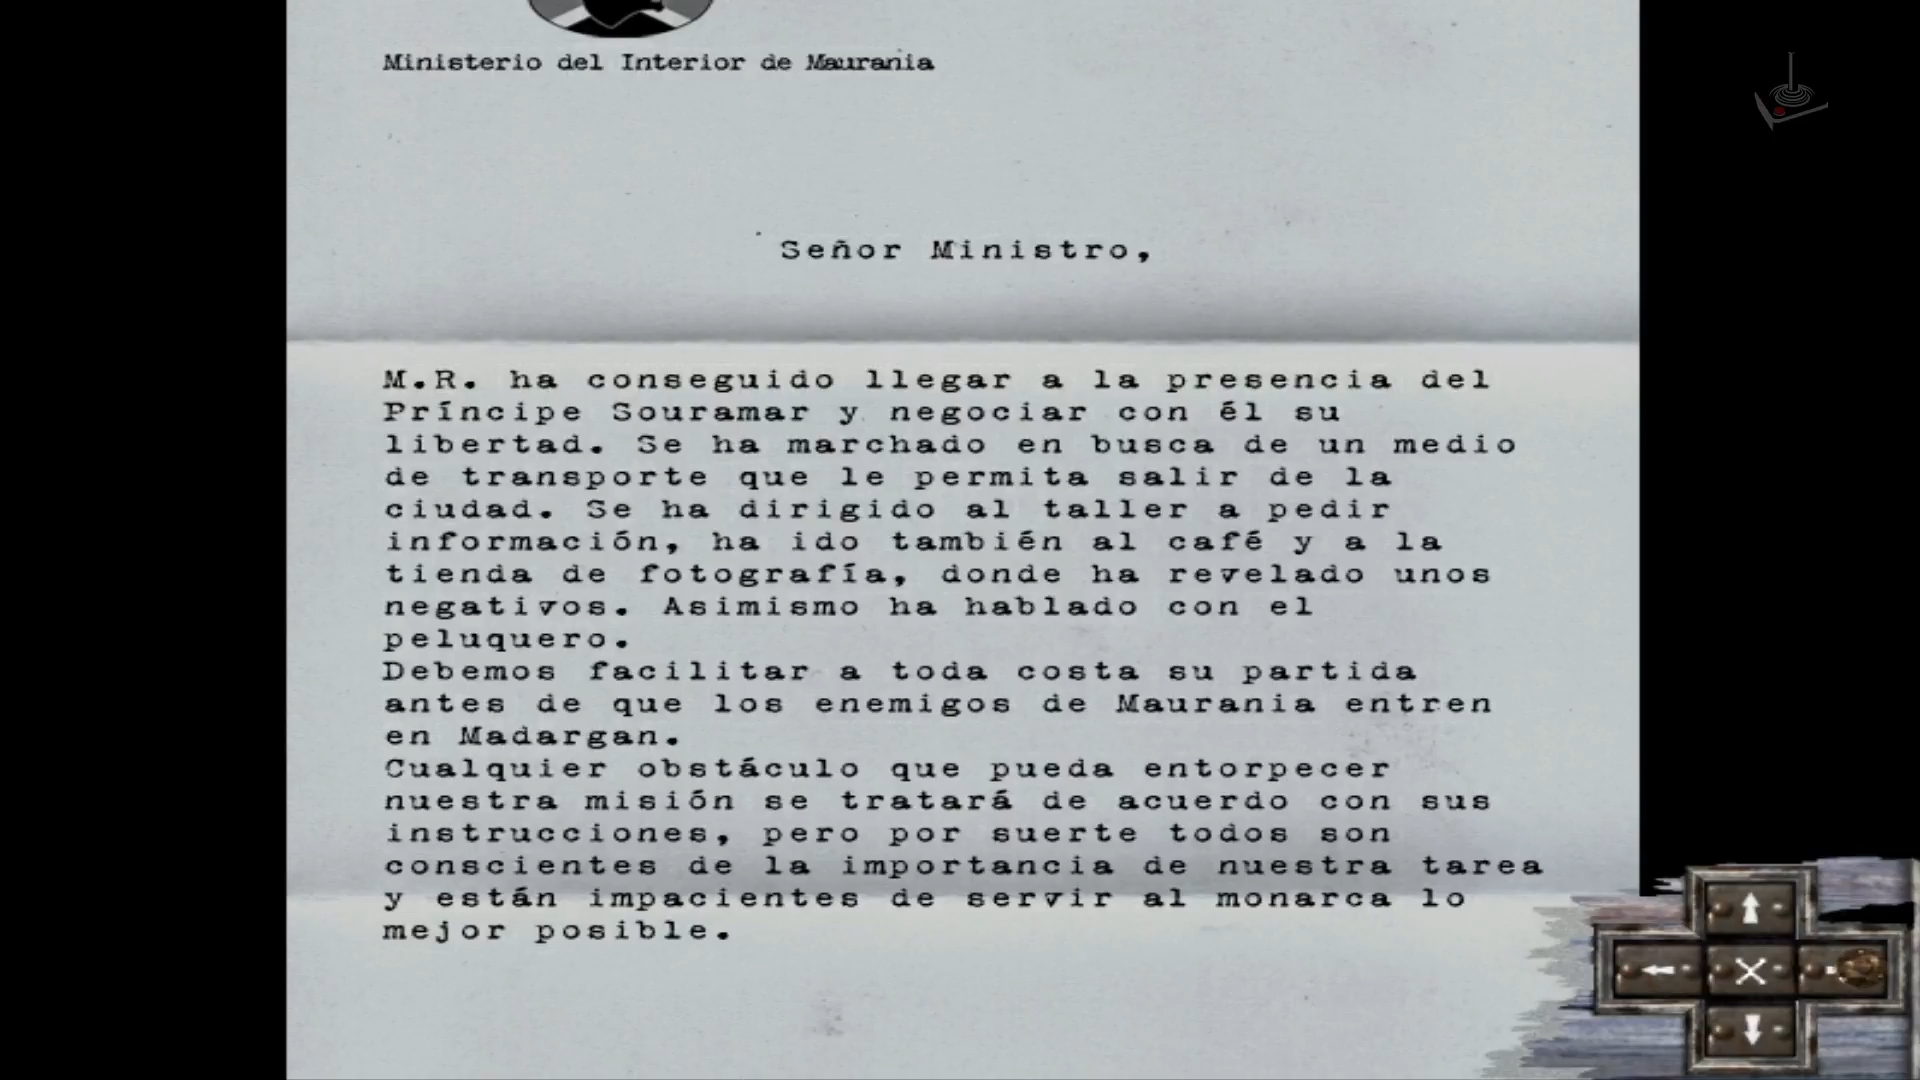 Ministerio del Interior de Maurania
Señor Ministro,
M.R. ha conseguido llegar a la presencia del
Príncipe Souramar y negociar con él su
libertad. Se ha marchado en busca de un medio
de transporte que le permita salir de la
ciudad. Se ha dirigido al taller a pedir
información, ha ido también al café y a la
tienda de fotografía, donde ha revelado unos
negativos. Asimismo ha hablado con el
peluquero.
Debemos facilitar a toda costa su partida
antes de que los enemigos de Maurania entren
en Madargan.
Cualquier obstáculo que pueda entorpecer
nuestra misión se tratará de acuerdo con sus
instrucciones, pero por suerte todos son
conscientes de la importancia de nuestra tarea
y están impacientes de servir al monarca lo
mejor posible.